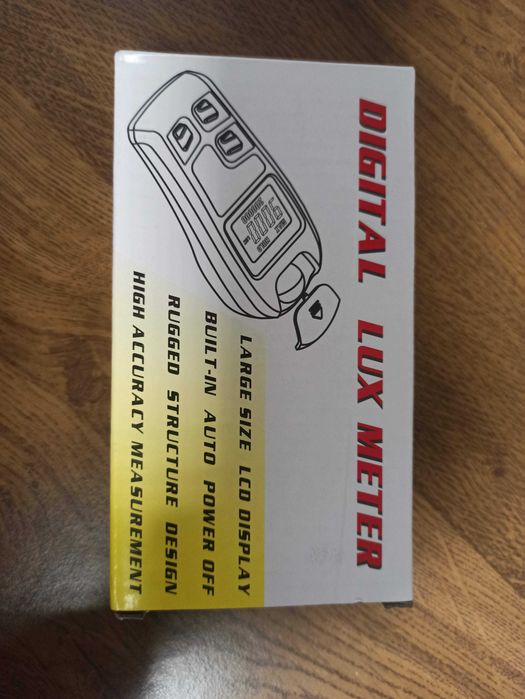 DIGITAL LUX METER
LARGE SIZE LCD DISPLAY
BUILT-IN AUTO POWER OFF
RUGGED STRUCTURE DESIGN
HIGH ACCURACY MEASUREMENT